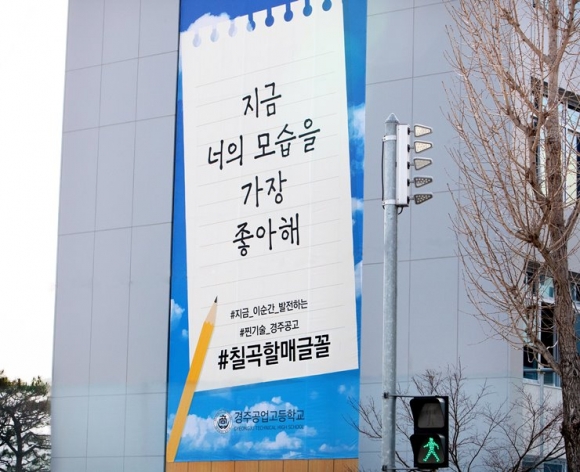 지금
너의 모습을
가장
좋아해
#지금_이순간_발전하는
#찐기술_경주공고
#칠곡할매글꼴
경주공업고등학교